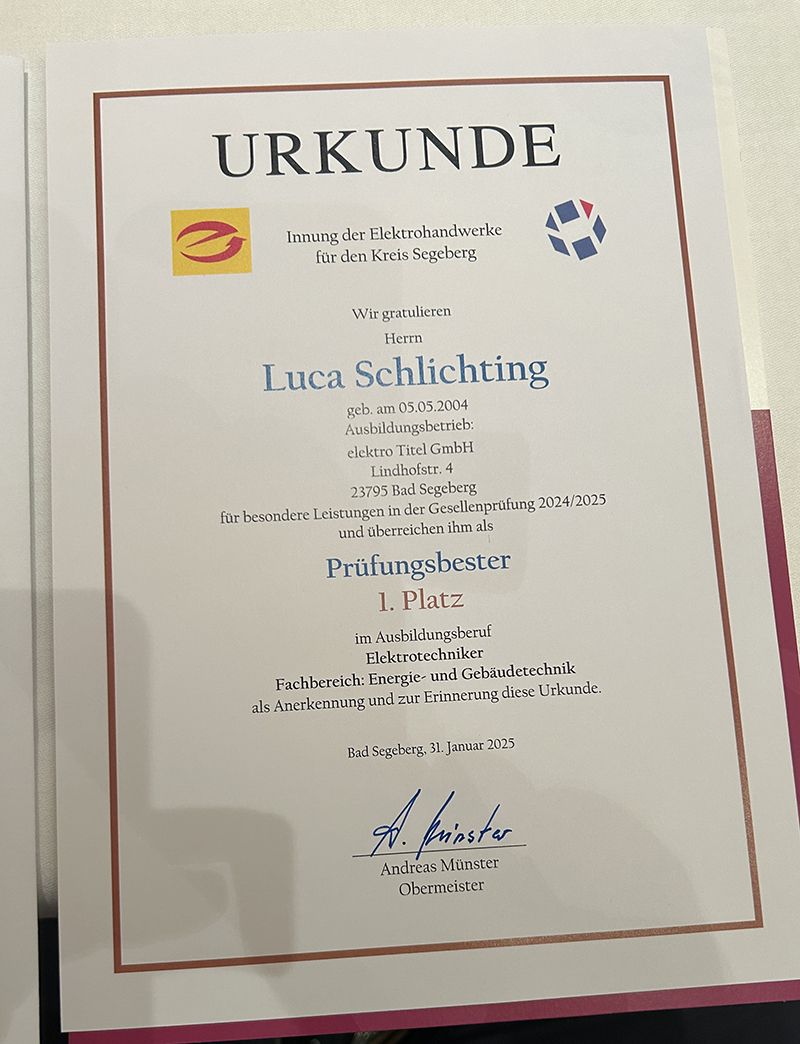 URKUNDE
Innung der Elektrohandwerke
für den Kreis Segeberg
Wir gratulieren
Herrn
Luca Schlichting
geb. am 05.05.2004
Ausbildungsbetrieb:
elektro Titel GmbH
Lindhofstr. 4
23795 Bad Segeberg
für besondere Leistungen in der Gesellenprüfung 2024/2025
und überreichen ihm als
Prüfungsbester
1. Platz
im Ausbildungsberuf
Elektrotechniker
Fachbereich: Energie- und Gebäudetechnik
als Anerkennung und zur Erinnerung diese Urkunde.
Bad Segeberg, 31. Januar 2025
A. Münster
Andreas Münster
Obermeister